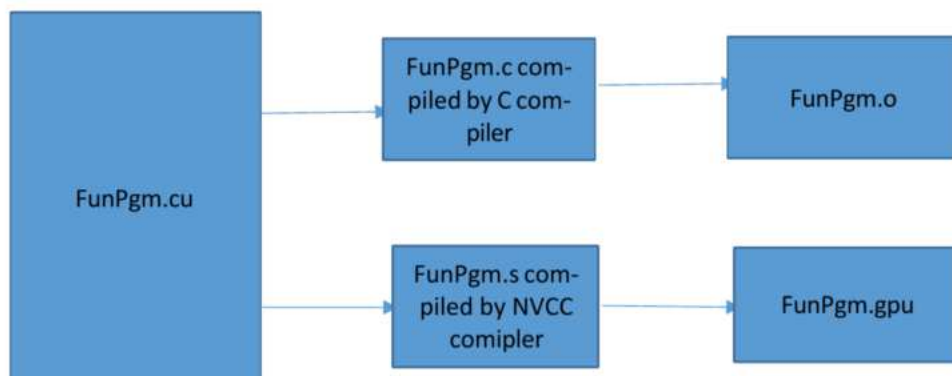 FunPgm.cu
FunPgm.c com-
piled by C com-
piler
FunPgm.o
FunPgm.s com-
piled by NVCC
comipler
FunPgm.gpu